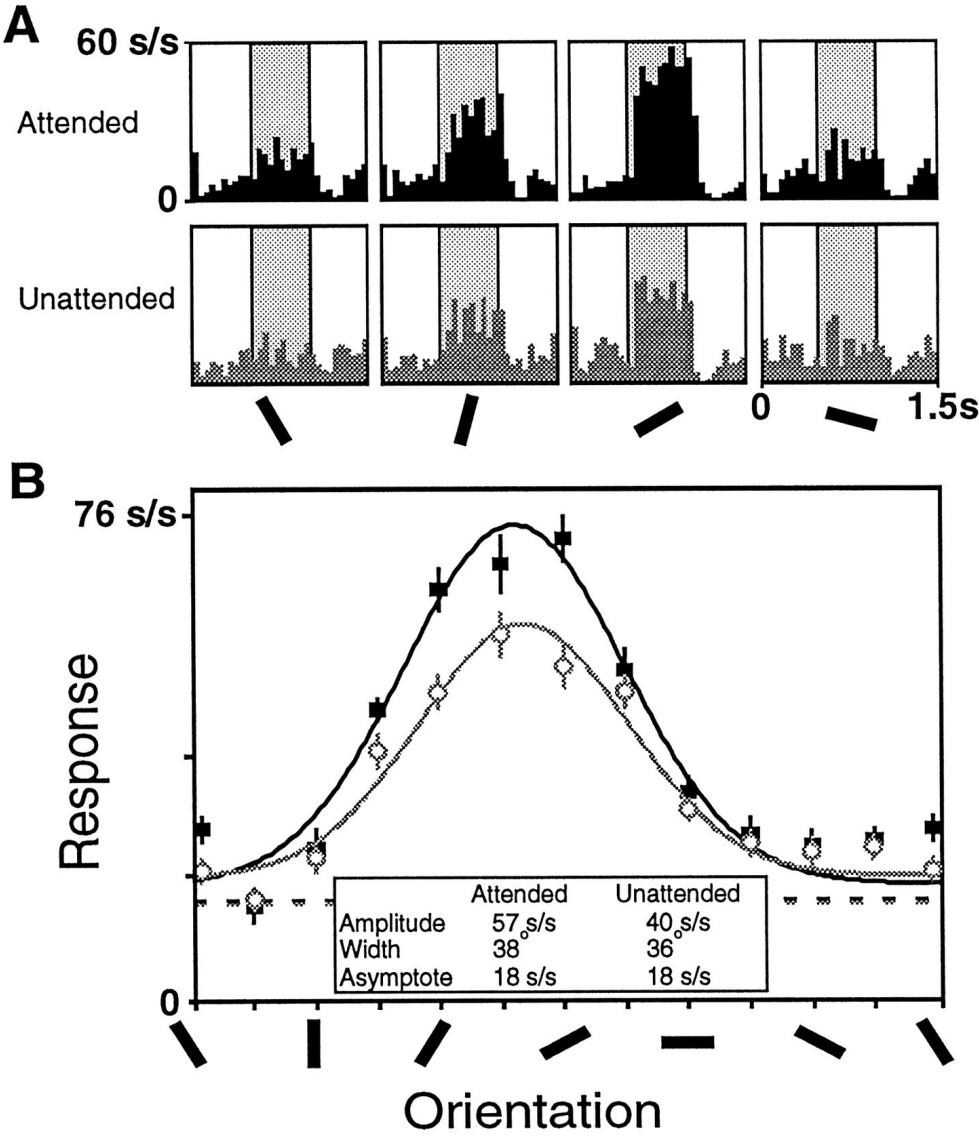 A
60 s/s
Attended
0
Unattended
0 1.5s
B
76 s/s
Response
Attended Unattended
Amplitude 57 s/s 40 s/s
Width 38° 36°
Asymptote 18 s/s 18 s/s
0
Orientation